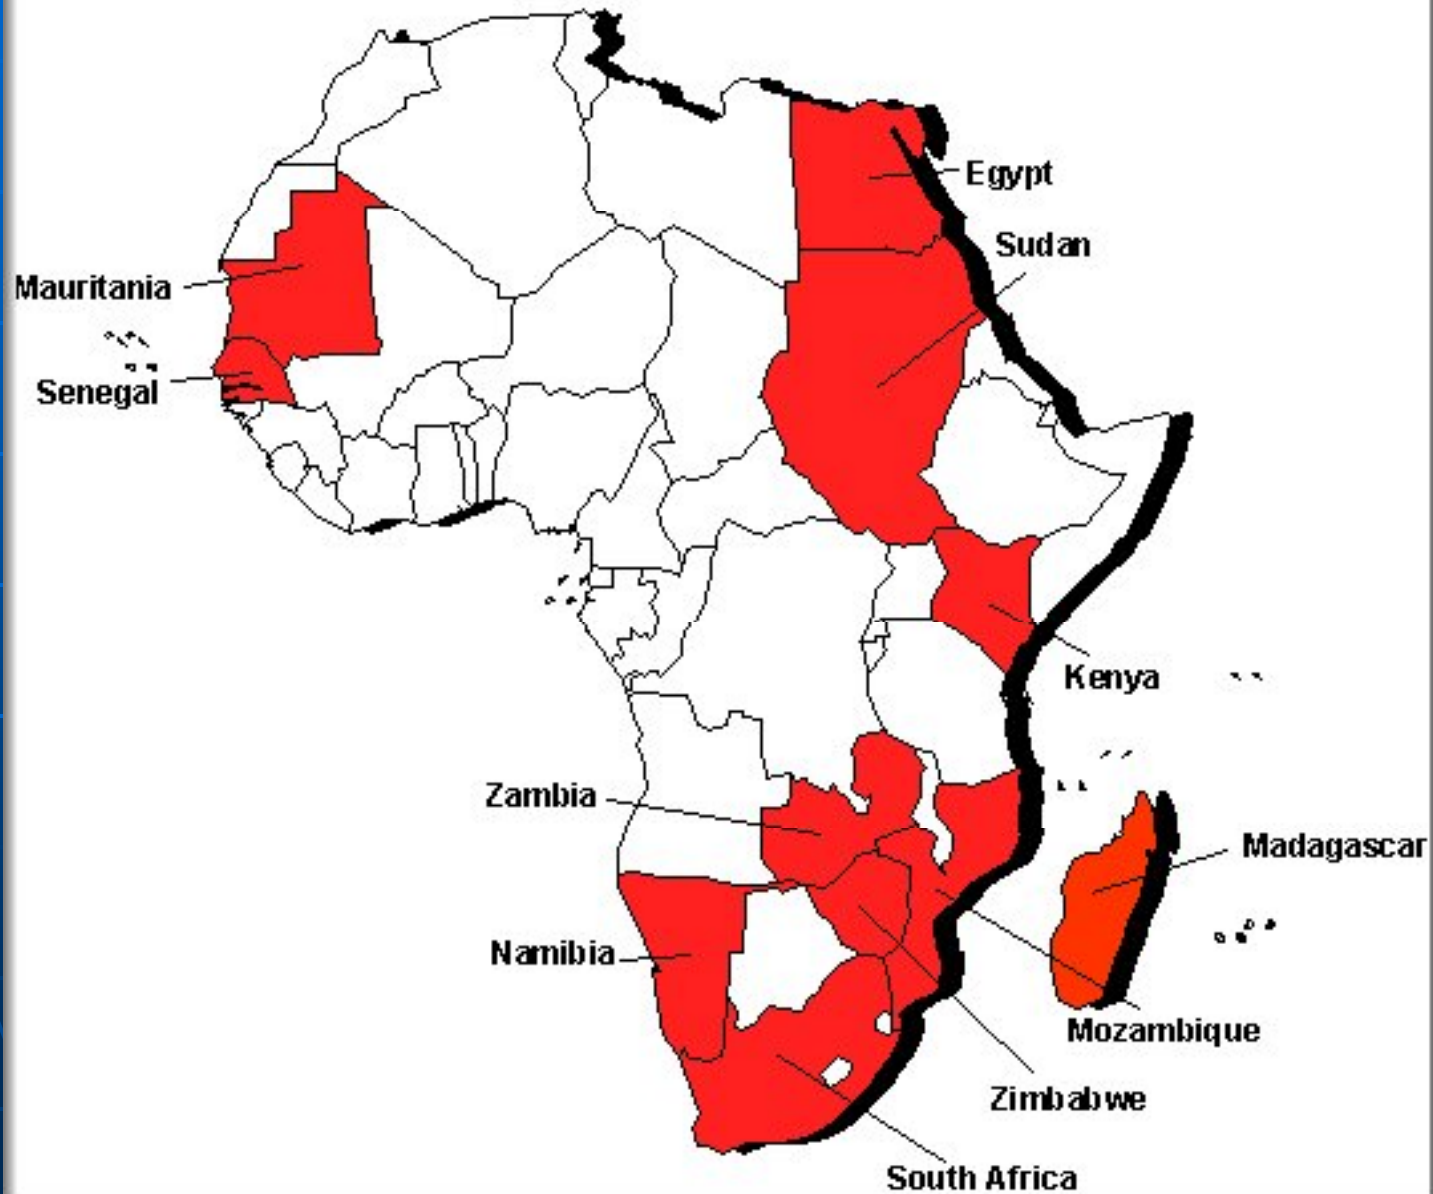 Egypt
Sudan
Mauritania
Senegal
Kenya
Zambia
Madagascar
Namibia
Mozambique
Zimbabwe
South Africa